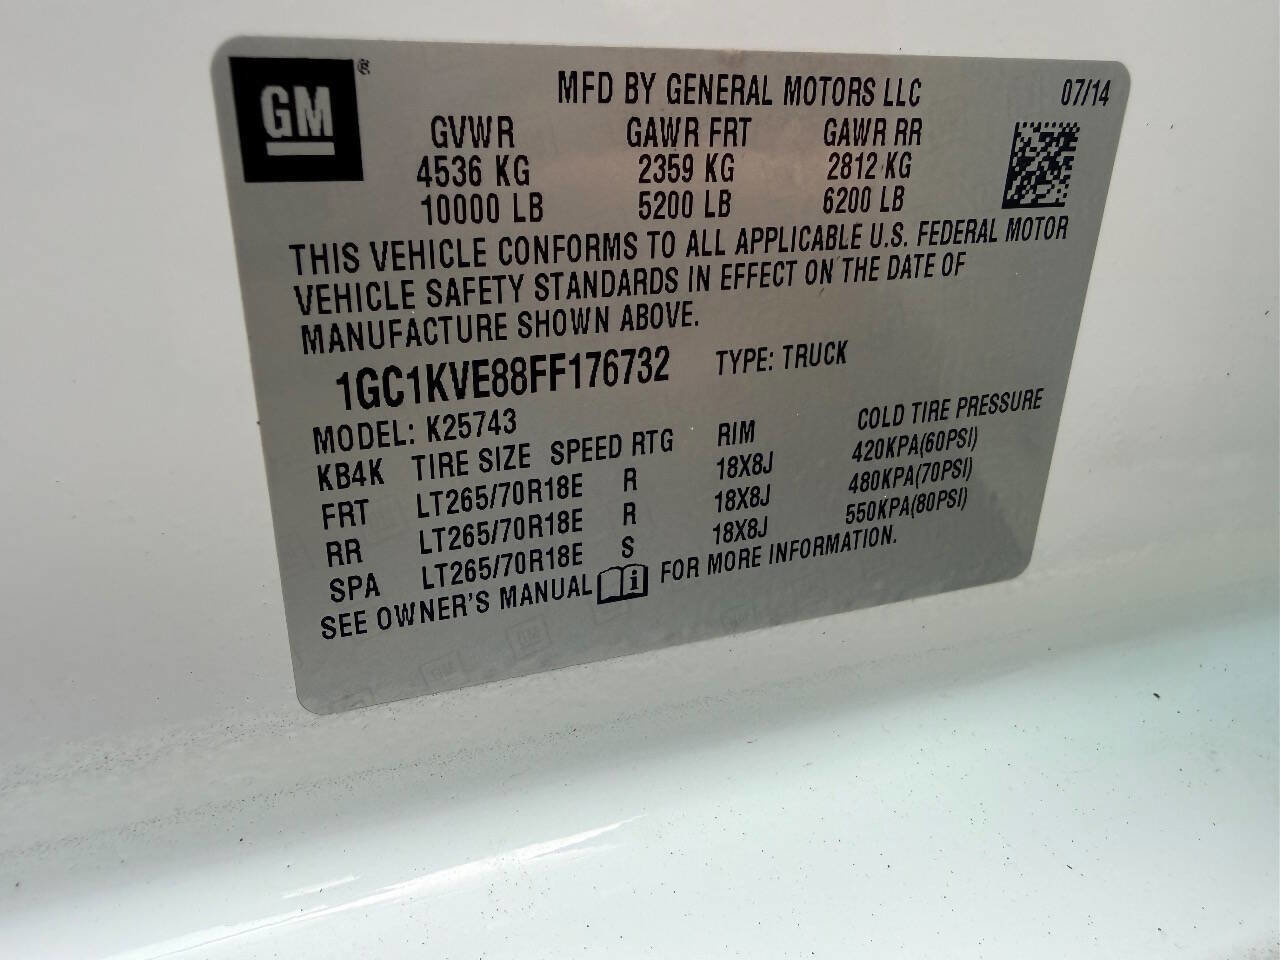 GM®
MFD BY GENERAL MOTORS LLC 07/14
GVWR GAWR FRT GAWR RR
4536 KG 2359 KG 2812 KG
10000 LB 5200 LB 6200 LB
THIS VEHICLE CONFORMS TO ALL APPLICABLE U.S. FEDERAL MOTOR
VEHICLE SAFETY STANDARDS IN EFFECT ON THE DATE OF
MANUFACTURE SHOWN ABOVE.
1GC1KVE88FF176732 TYPE: TRUCK
MODEL: K25743
KB4K TIRE SIZE SPEED RTG RIM COLD TIRE PRESSURE
FRT LT265/70R18E R 18X8J 420KPA(60PSI)
RR LT265/70R18E R 18X8J 480KPA(70PSI)
SPA LT265/70R18E S 18X8J 550KPA(80PSI)
SEE OWNER'S MANUAL i FOR MORE INFORMATION.
GM GM